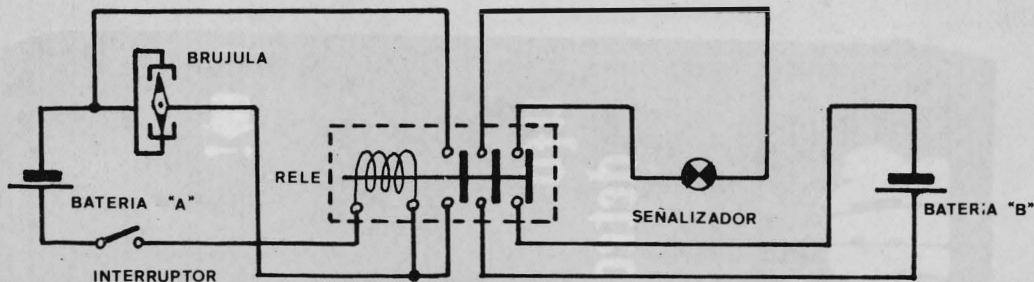 BRUJULA
RELE
BATERIA "A"
SEÑALIZADOR
BATERIA "B"
INTERRUPTOR